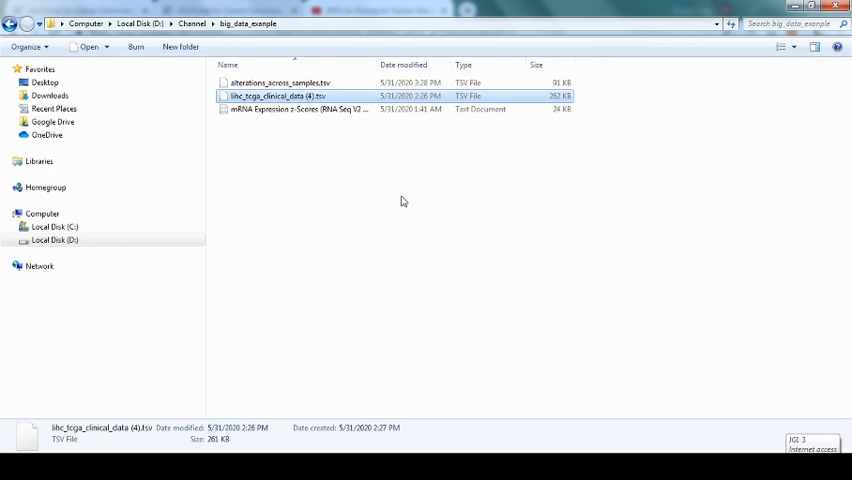 Computer ▸ Local Disk (D:) ▸ Channel ▸ big_data_example
Search big_data_example
Organize Open Burn New folder
Favorites
Desktop
Downloads
Recent Places
Google Drive
OneDrive
Libraries
Homegroup
Computer
Local Disk (C:)
Local Disk (D:)
Network
Name Date modified Type Size
alterations_across_samples.tsv 5/31/2020 3:28 PM TSV File 91 KB
lihc_tcga_clinical_data (4).tsv 5/31/2020 2:26 PM TSV File 262 KB
mRNA Expression z-Scores (RNA Seq V2 ... 5/31/2020 1:41 AM Text Document 24 KB
lihc_tcga_clinical_data (4).tsv Date modified: 5/31/2020 2:26 PM Date created: 5/31/2020 2:27 PM
TSV File Size: 261 KB
JGI 3
Internet access